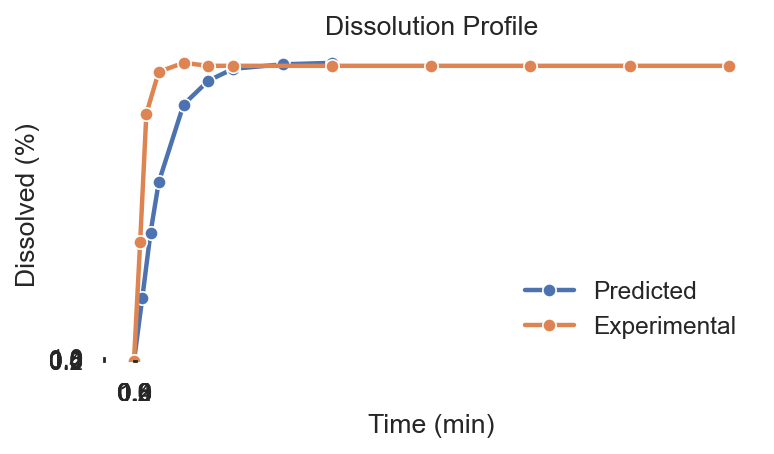 Dissolution Profile
Dissolved (%)
Predicted
Experimental
Time (min)